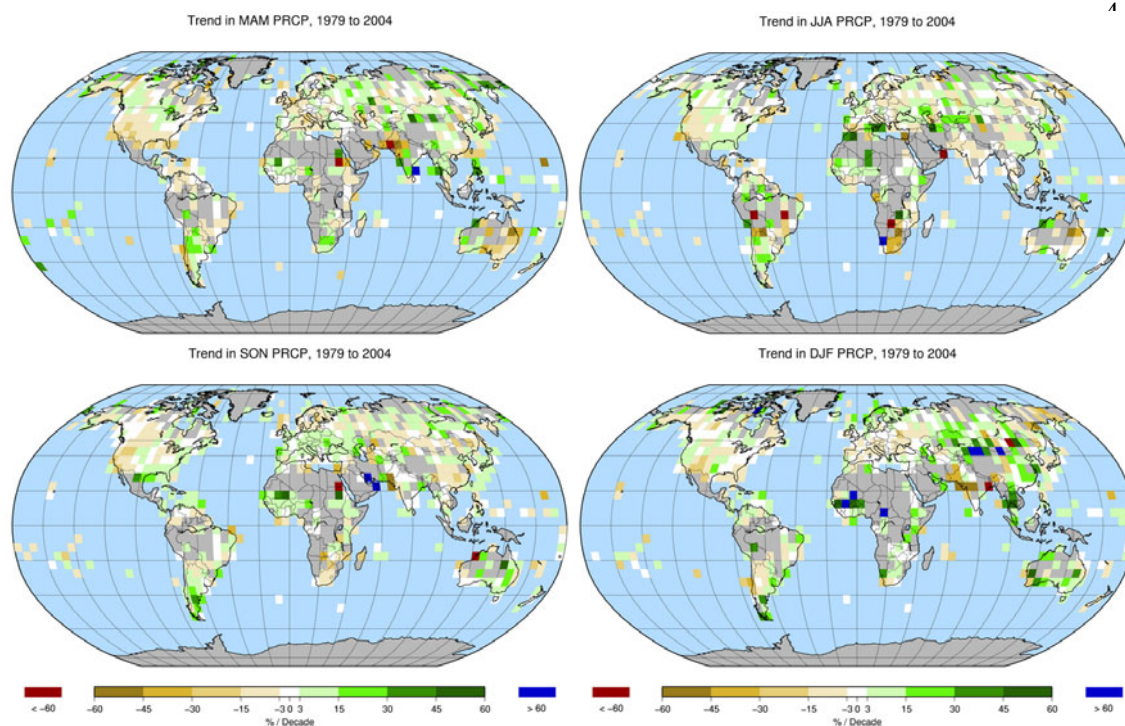 4
Trend in MAM PRCP, 1979 to 2004
Trend in JJA PRCP, 1979 to 2004
Trend in SON PRCP, 1979 to 2004
Trend in DJF PRCP, 1979 to 2004
< -60
-60 -45 -30 -15 -3 0 3 15 30 45 60
> 60
% / Decade
< -60
-60 -45 -30 -15 -3 0 3 15 30 45 60
> 60
% / Decade